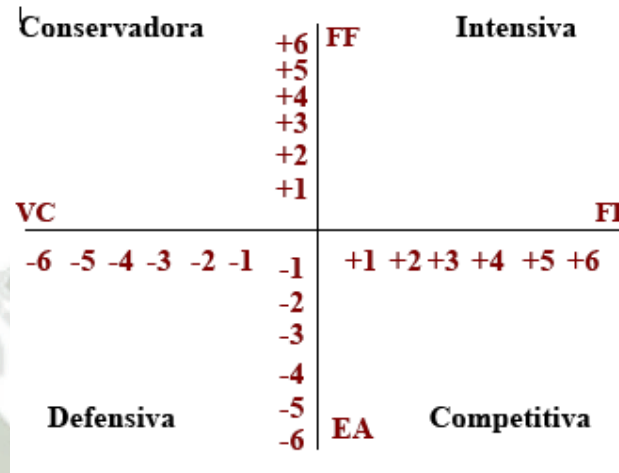 Conservadora
Intensiva
+6 FF
+5
+4
+3
+2
+1
VC
-6 -5 -4 -3 -2 -1
+1 +2 +3 +4 +5 +6
-1
-2
-3
-4
-5
-6
EA
Defensiva
Competitiva